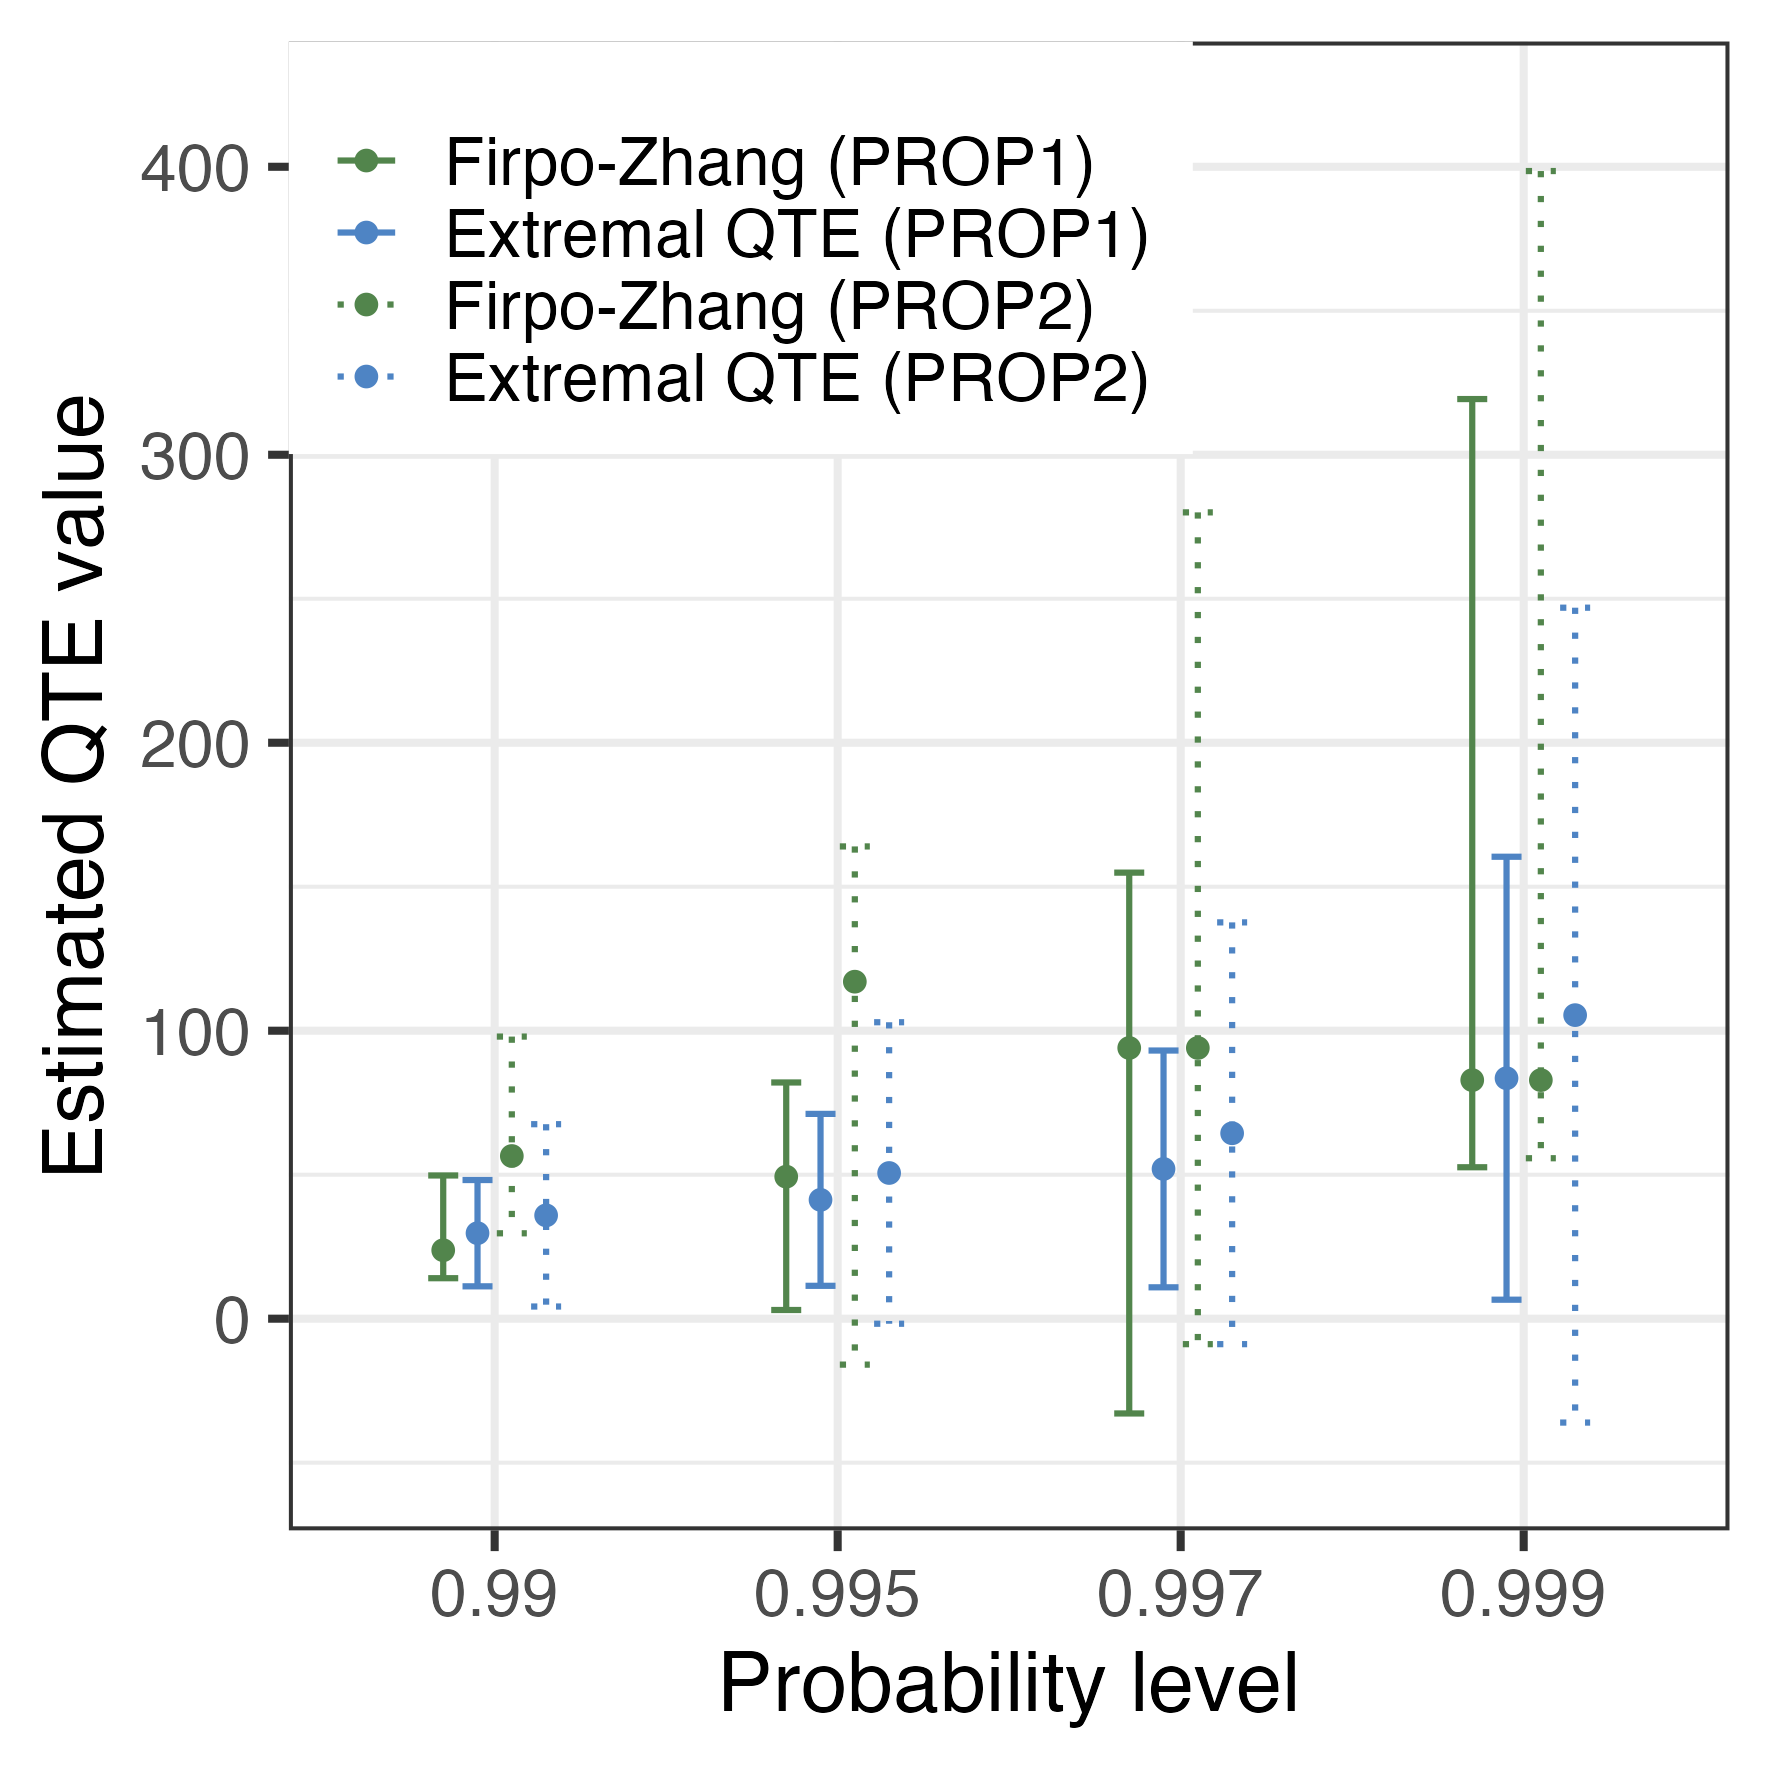 Firpo-Zhang (PROP1)
Extremal QTE (PROP1)
Firpo-Zhang (PROP2)
Extremal QTE (PROP2)
Estimated QTE value
400
300
200
100
0
0.99 0.995 0.997 0.999
Probability level